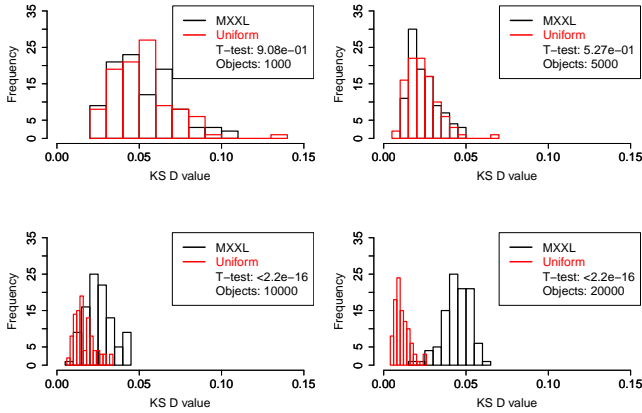 MXXL
Uniform
T-test: 9.08e-01
Objects: 1000
Frequency
0 5 15 25 35
0.00 0.05 0.10 0.15
KS D value
MXXL
Uniform
T-test: 5.27e-01
Objects: 5000
Frequency
0 5 15 25 35
0.00 0.05 0.10 0.15
KS D value
MXXL
Uniform
T-test: <2.2e-16
Objects: 10000
Frequency
0 5 15 25 35
0.00 0.05 0.10 0.15
KS D value
MXXL
Uniform
T-test: <2.2e-16
Objects: 20000
Frequency
0 5 15 25 35
0.00 0.05 0.10 0.15
KS D value